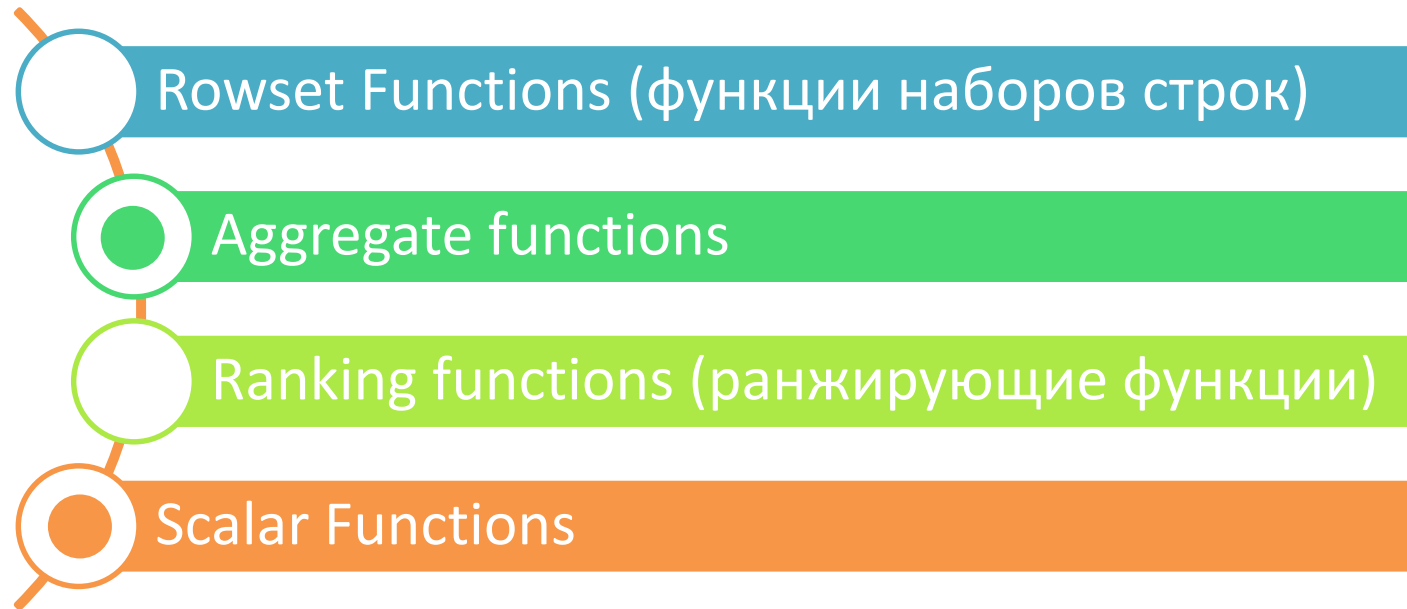 Rowset Functions (функции наборов строк)
Aggregate functions
Ranking functions (ранжирующие функции)
Scalar Functions